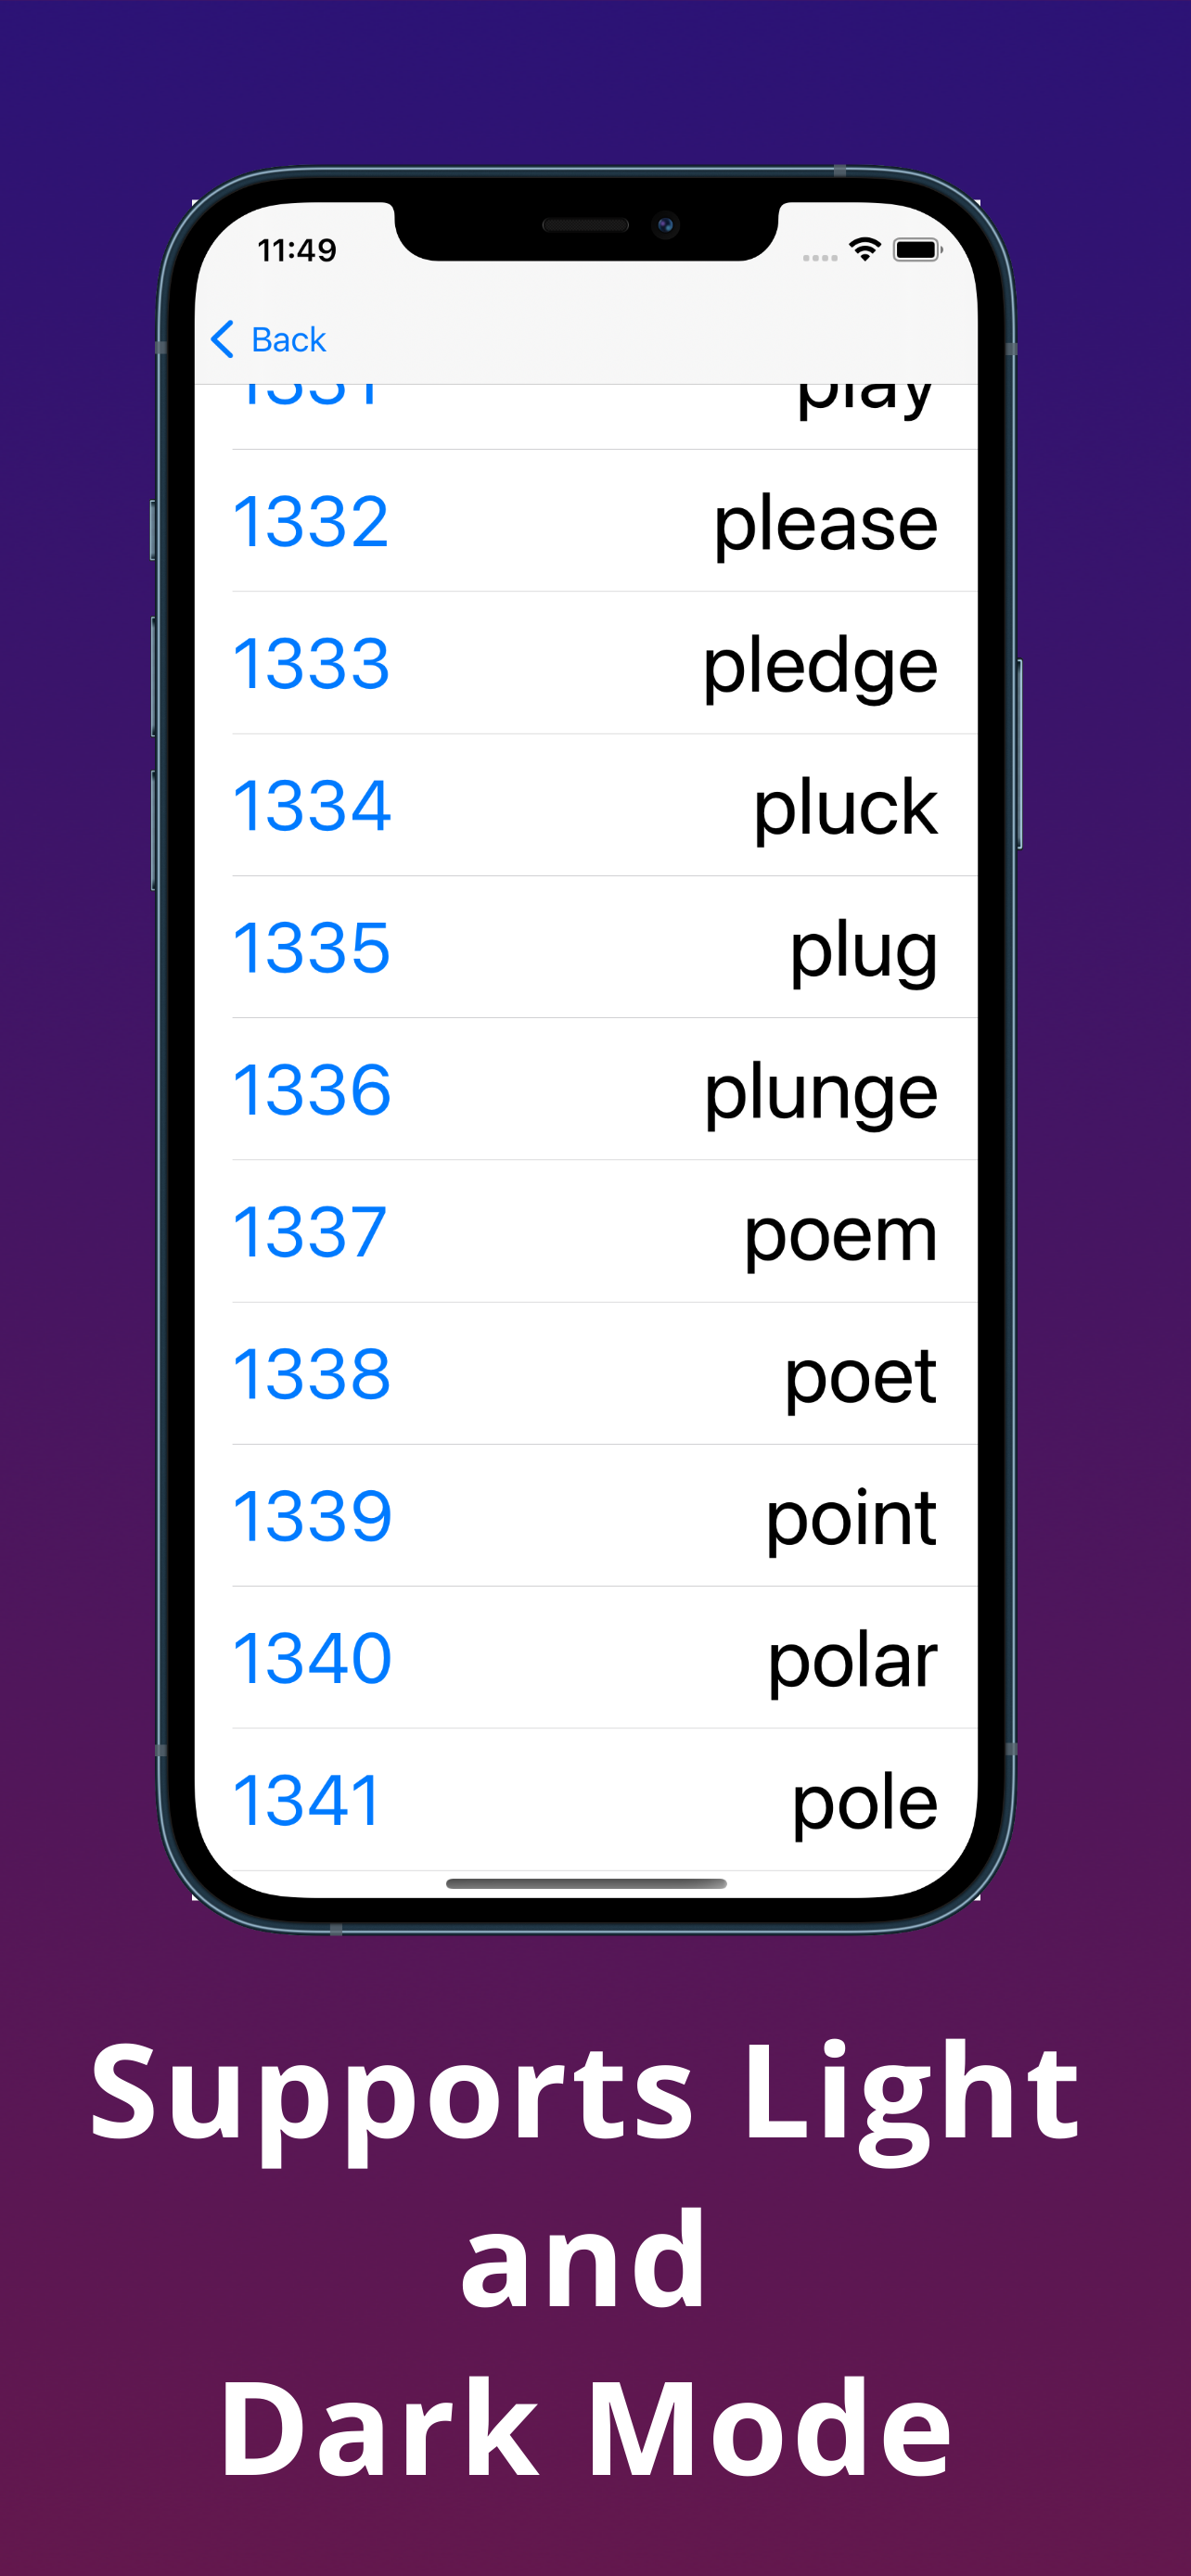 11:49
Back
1331 play
1332 please
1333 pledge
1334 pluck
1335 plug
1336 plunge
1337 poem
1338 poet
1339 point
1340 polar
1341 pole
Supports Light
and
Dark Mode